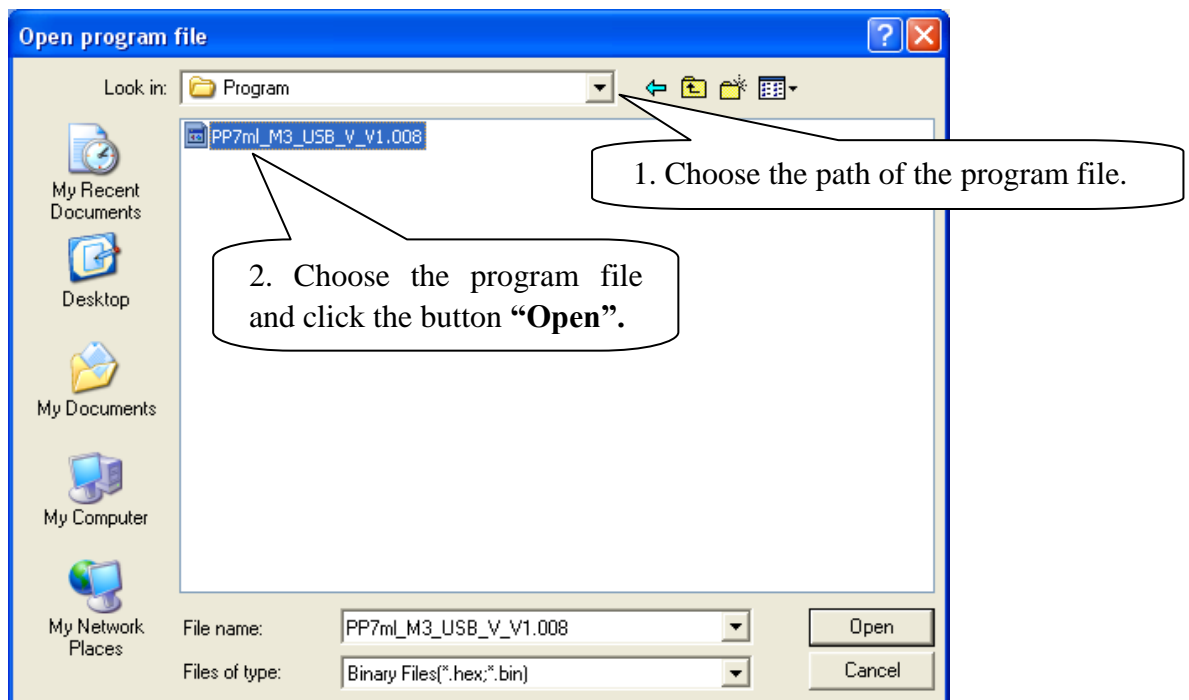 Open program file
Look in:
Program
PP7ml_M3_USB_V_V1.008
1. Choose the path of the program file.
My Recent
Documents
2. Choose the program file
and click the button “Open”.
Desktop
My Documents
My Computer
My Network
Places
File name:
PP7ml_M3_USB_V_V1.008
Open
Files of type:
Binary Files(*.hex;*.bin)
Cancel